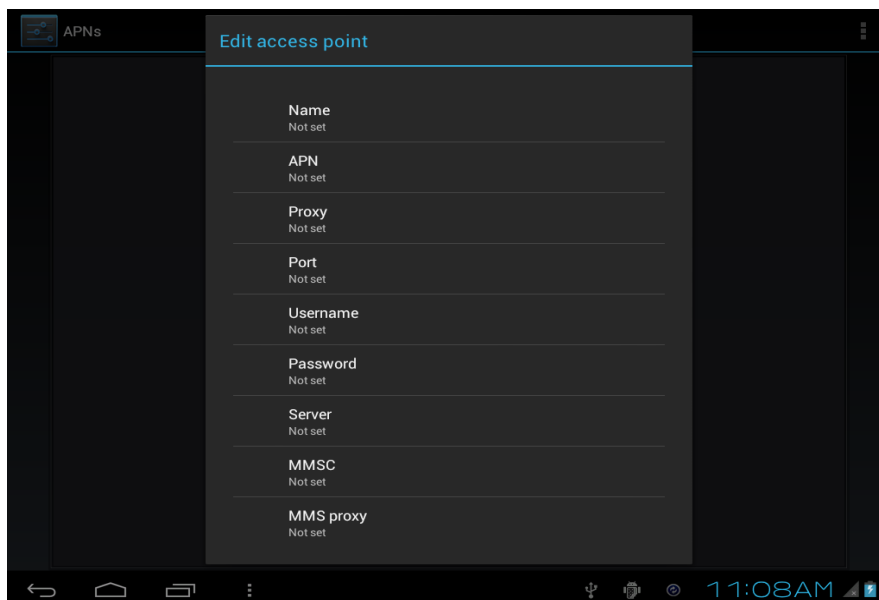 APNs
Edit access point
Name
Not set
APN
Not set
Proxy
Not set
Port
Not set
Username
Not set
Password
Not set
Server
Not set
MMSC
Not set
MMS proxy
Not set
11:08AM